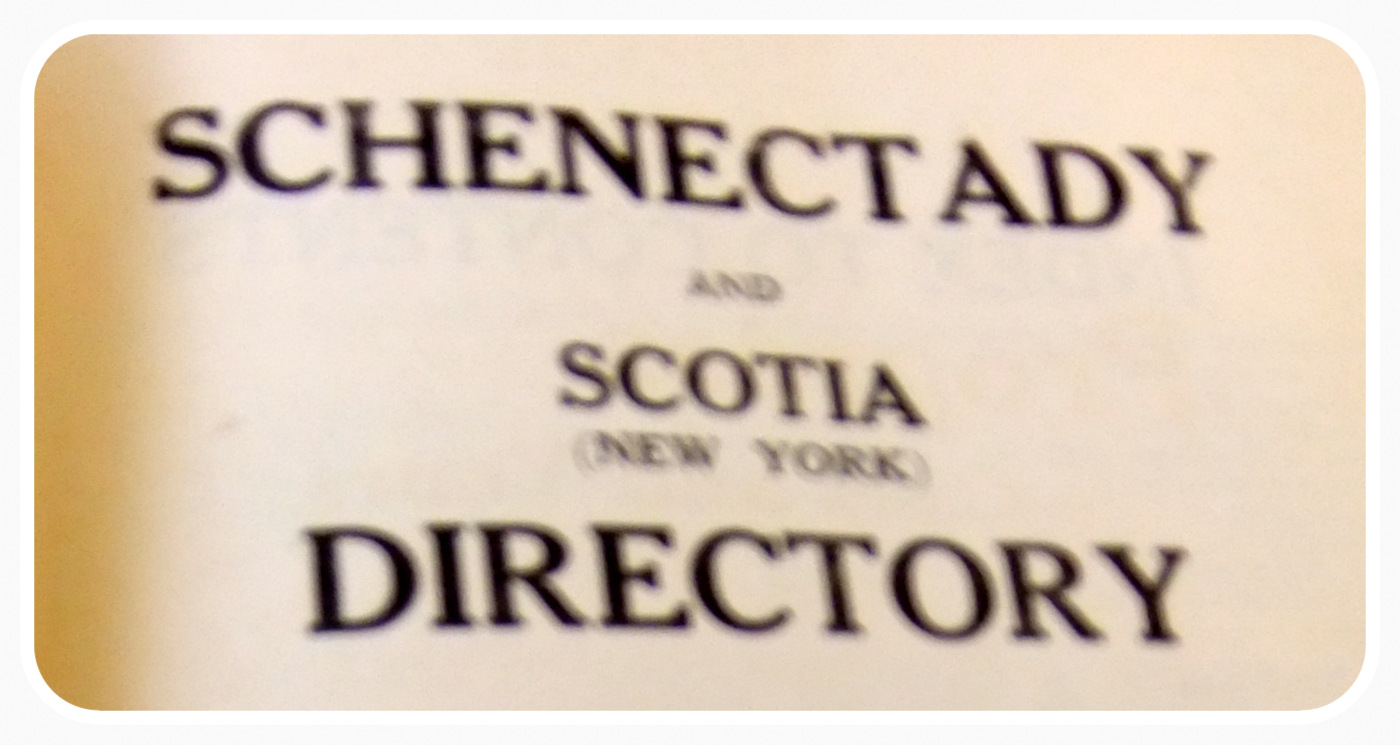 SCHENECTADY
AND
SCOTIA
(NEW YORK)
DIRECTORY